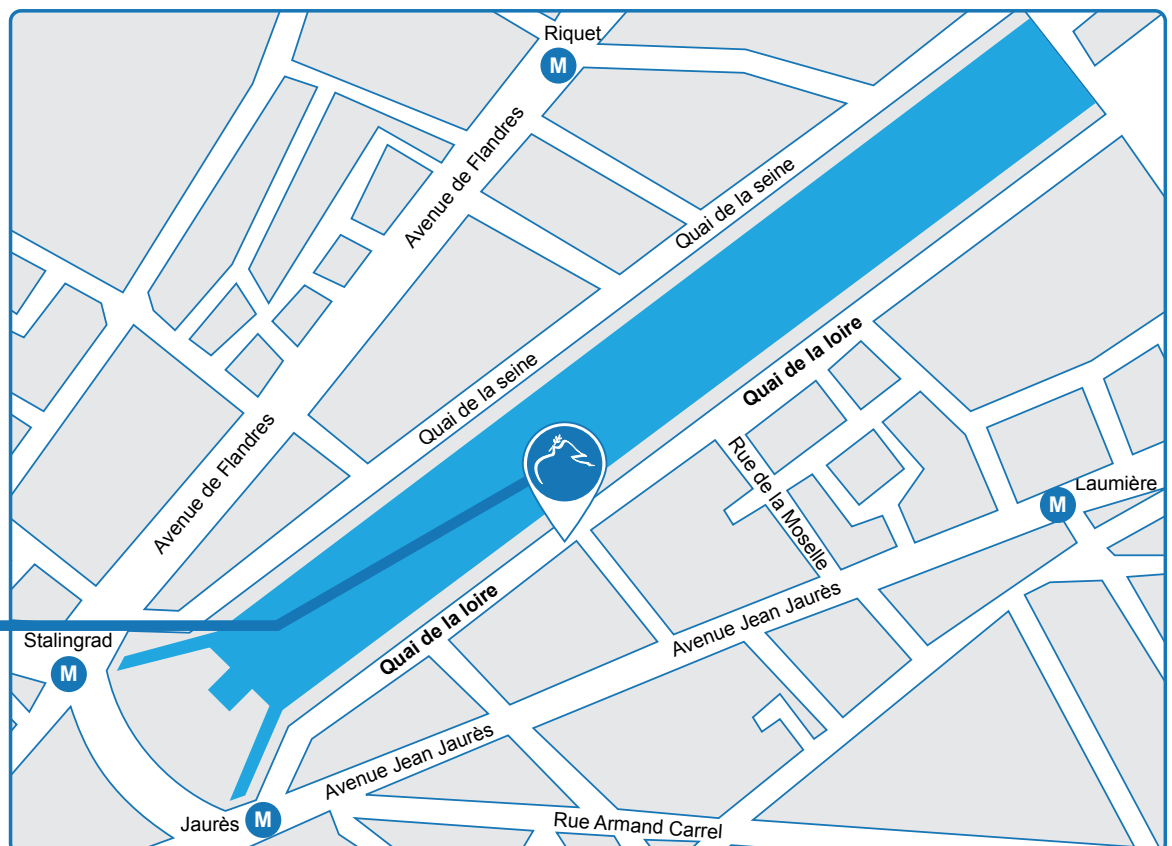 Riquet
M
Avenue de Flandres
Quai de la seine
Quai de la loire
Quai de la seine
Avenue de Flandres
Rue de la Moselle
Laumière
M
Avenue Jean Jaurès
Quai de la loire
Stalingrad
M
Avenue Jean Jaurès
Jaurès
M
Rue Armand Carrel